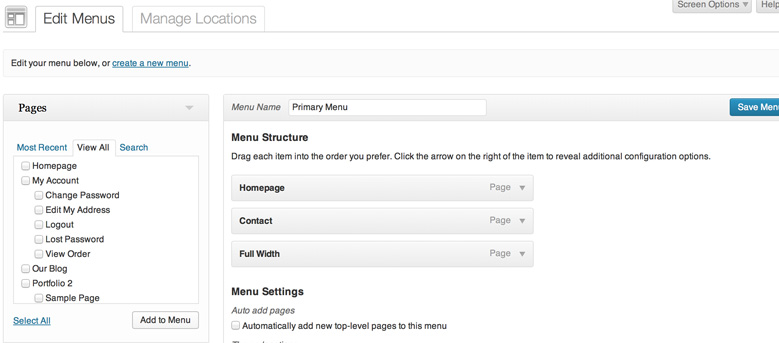 Screen Options
Help
Edit Menus
Manage Locations
Edit your menu below, or create a new menu.
Pages
Most Recent
View All
Search
Homepage
My Account
Change Password
Edit My Address
Logout
Lost Password
View Order
Our Blog
Portfolio 2
Sample Page
Select All
Add to Menu
Menu Name
Primary Menu
Save Menu
Menu Structure
Drag each item into the order you prefer. Click the arrow on the right of the item to reveal additional configuration options.
Homepage Page
Contact Page
Full Width Page
Menu Settings
Auto add pages
Automatically add new top-level pages to this menu